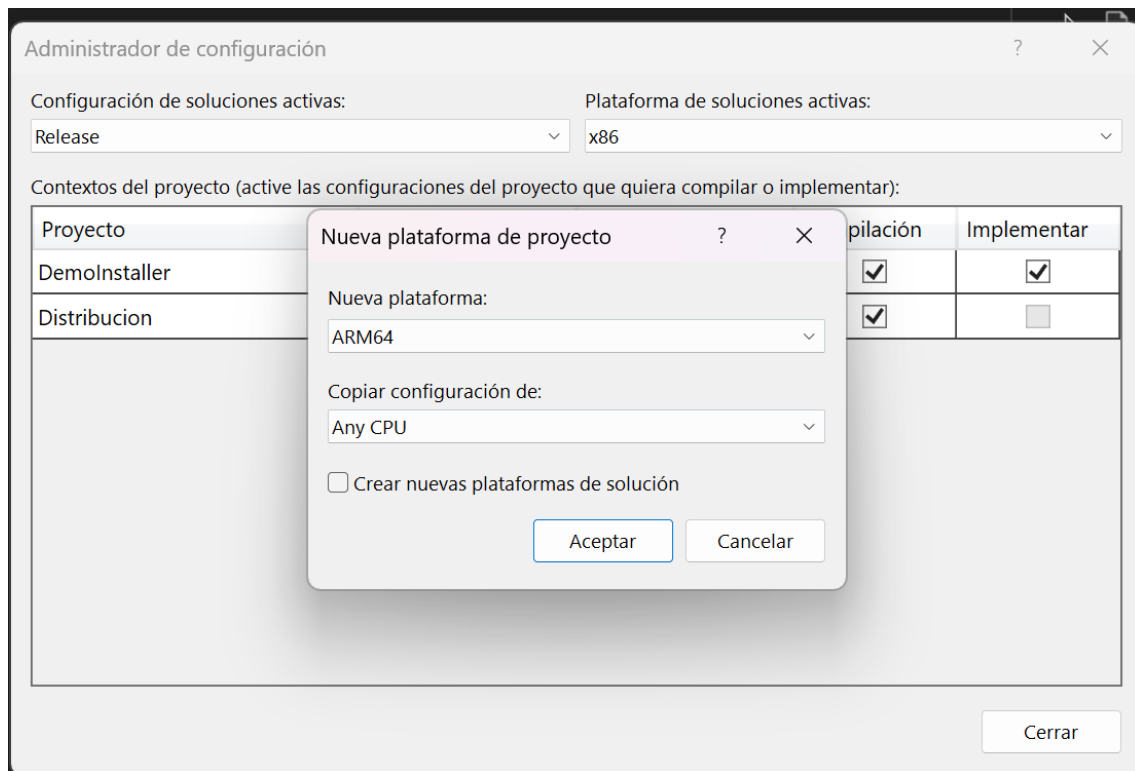 Administrador de configuración
Configuración de soluciones activas: Plataforma de soluciones activas:
Release x86
Contextos del proyecto (active las configuraciones del proyecto que quiera compilar o implementar):
Proyecto pilación Implementar
DemoInstaller
Distribucion
Nueva plataforma de proyecto
Nueva plataforma:
ARM64
Copiar configuración de:
Any CPU
Crear nuevas plataformas de solución
Aceptar Cancelar
Cerrar